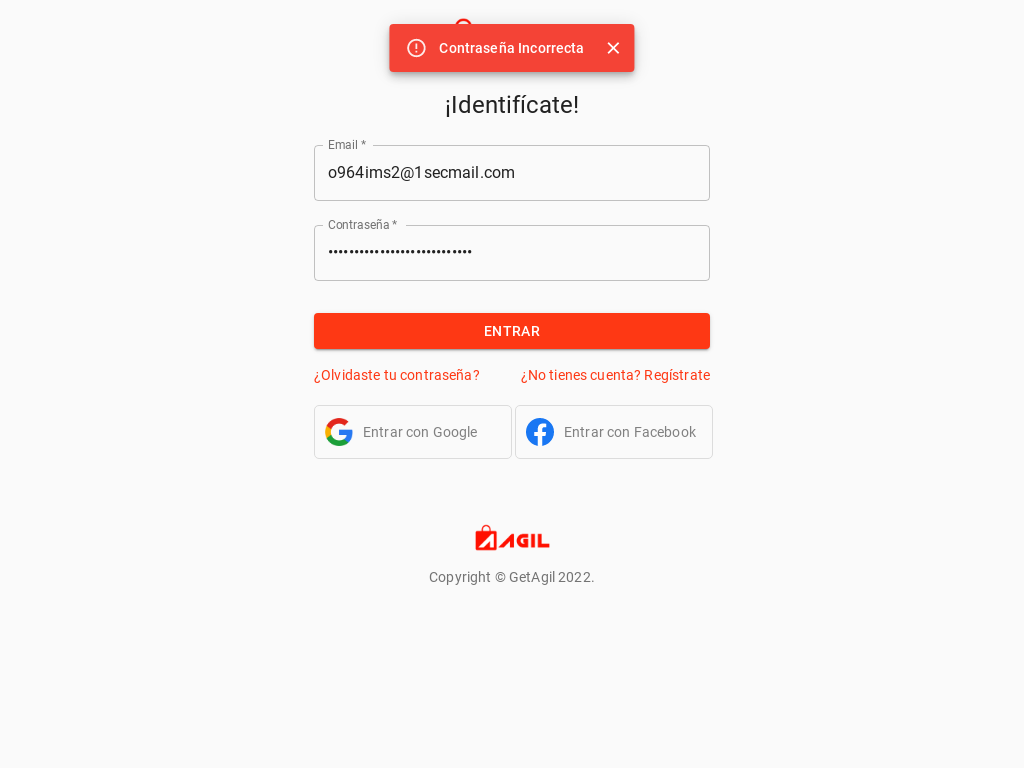 Contraseña Incorrecta
¡Identifícate!
Email *
o964ims2@1secmail.com
Contraseña *
••••••••••••••••••••••••••••
ENTRAR
¿Olvidaste tu contraseña?
¿No tienes cuenta? Regístrate
Entrar con Google
Entrar con Facebook
AGIL
Copyright © GetAgil 2022.